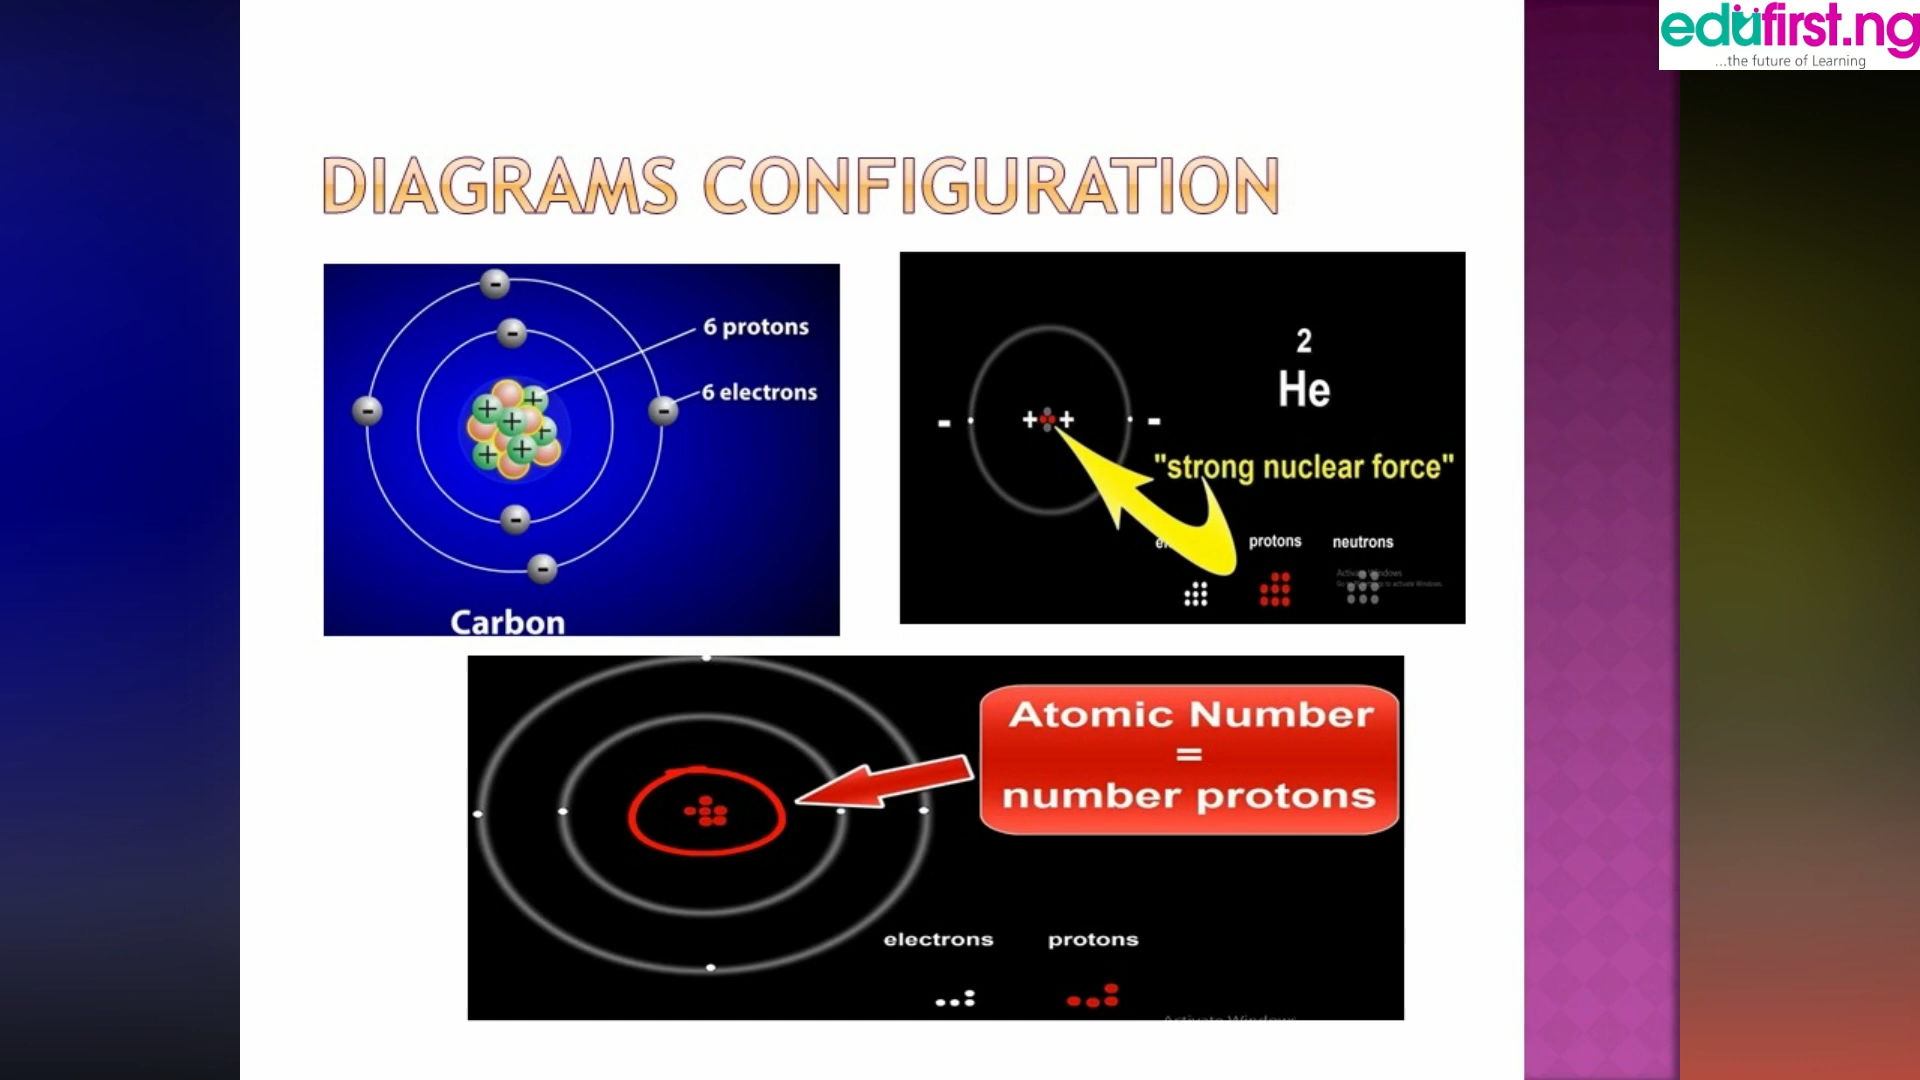 edufirst.ng
...the future of Learning
DIAGRAMS CONFIGURATION
6 protons
6 electrons
Carbon
2
He
"strong nuclear force"
protons
neutrons
Atomic Number
=
number protons
electrons
protons